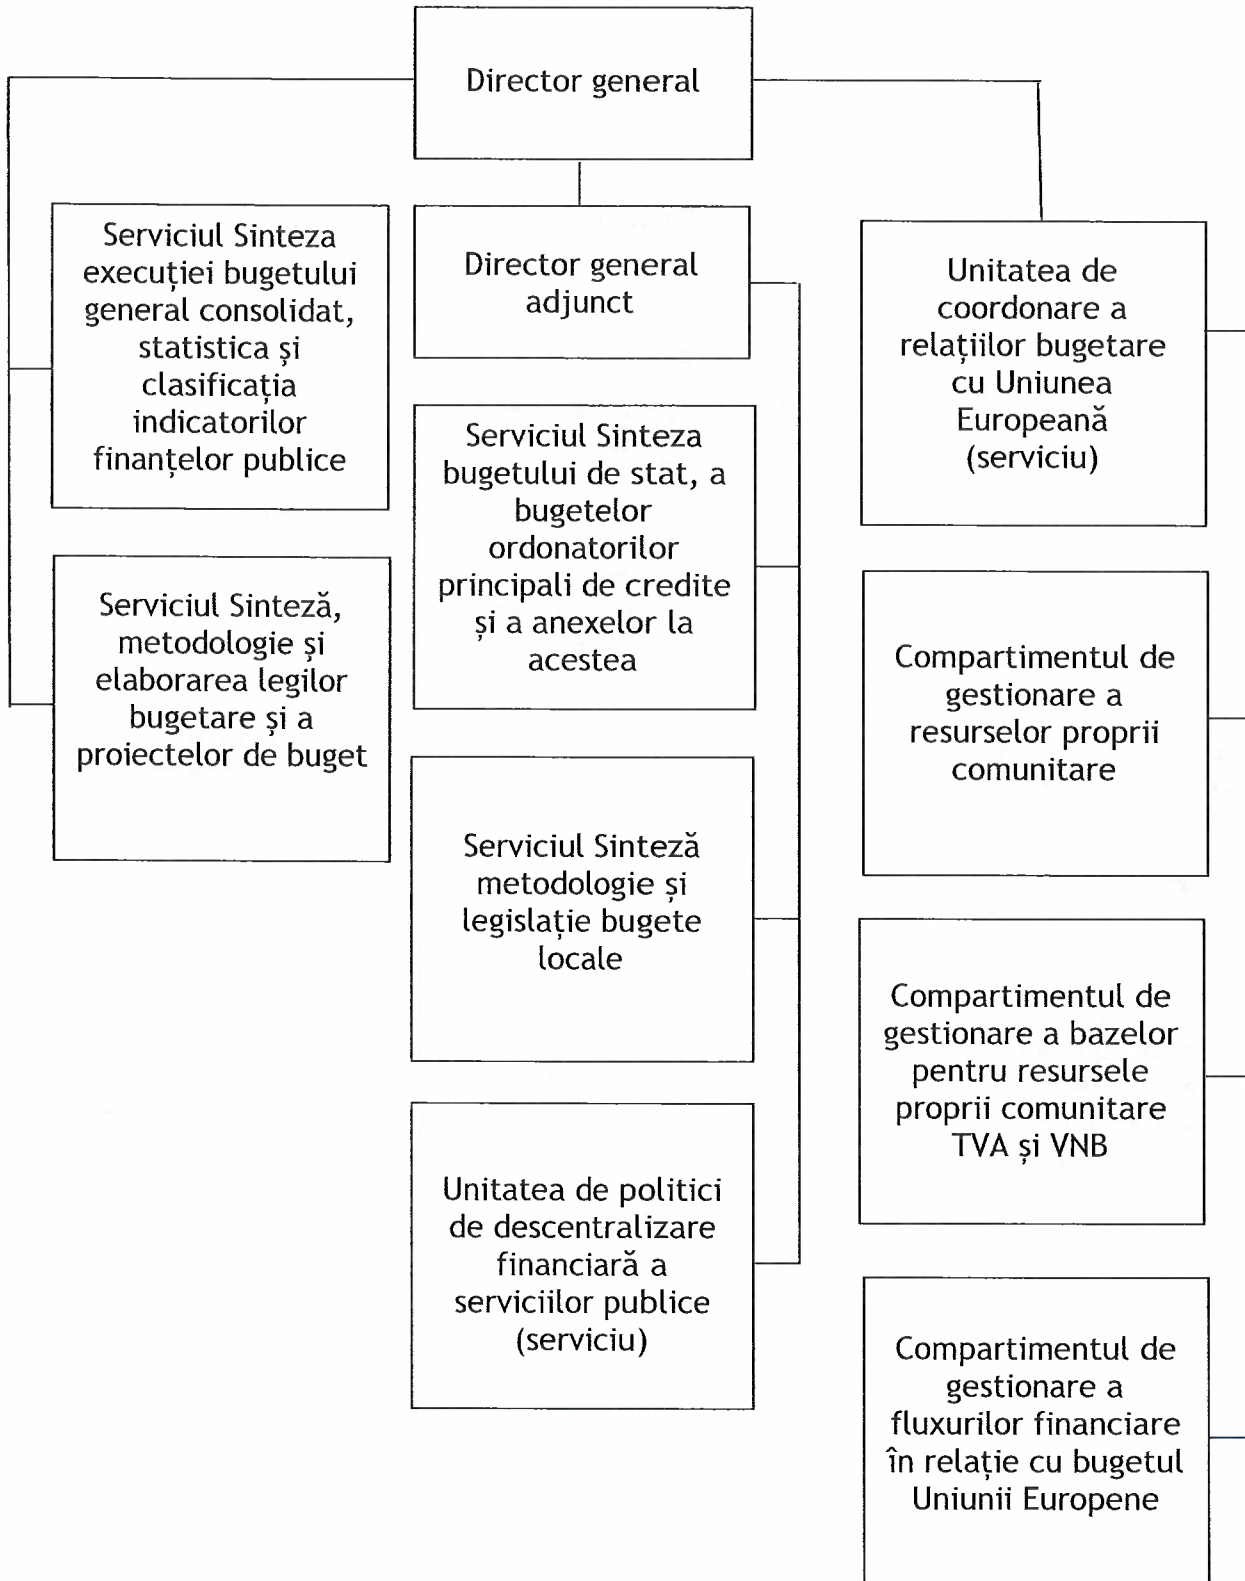 Director general
Serviciul Sinteza
execuției bugetului
general consolidat,
statistica și
clasificația
indicatorilor
finanțelor publice
Serviciul Sinteză,
metodologie și
elaborarea legilor
bugetare și a
proiectelor de buget
Director general
adjunct
Serviciul Sinteza
bugetului de stat, a
bugetelor
ordonatorilor
principali de credite
și a anexelor la
acestea
Serviciul Sinteză
metodologie și
legislație bugete
locale
Unitatea de politici
de descentralizare
financiară a
serviciilor publice
(serviciu)
Unitatea de
coordonare a
relațiilor bugetare
cu Uniunea
Europeană
(serviciu)
Compartimentul de
gestionare a
resurselor proprii
comunitare
Compartimentul de
gestionare a bazelor
pentru resursele
proprii comunitare
TVA și VNB
Compartimentul de
gestionare a
fluxurilor financiare
în relație cu bugetul
Uniunii Europene